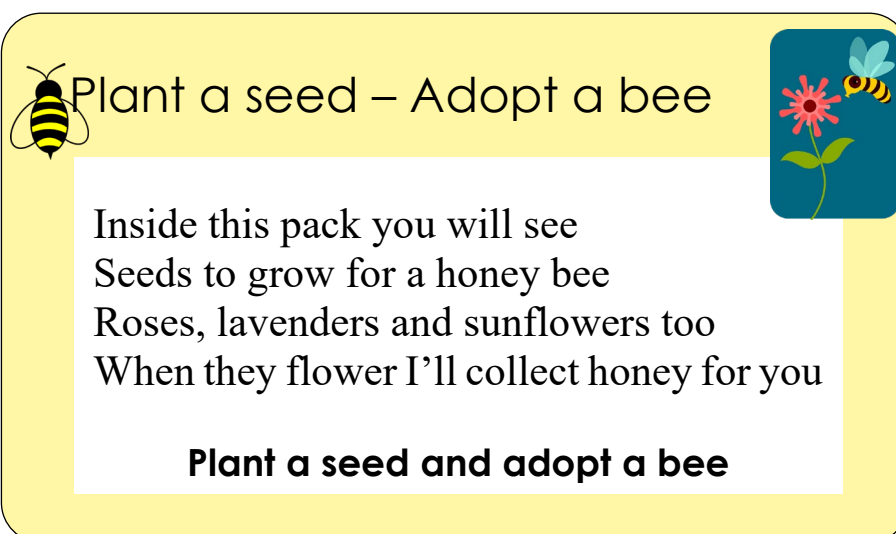 Plant a seed – Adopt a bee
Inside this pack you will see
Seeds to grow for a honey bee
Roses, lavenders and sunflowers too
When they flower I’ll collect honey for you
Plant a seed and adopt a bee